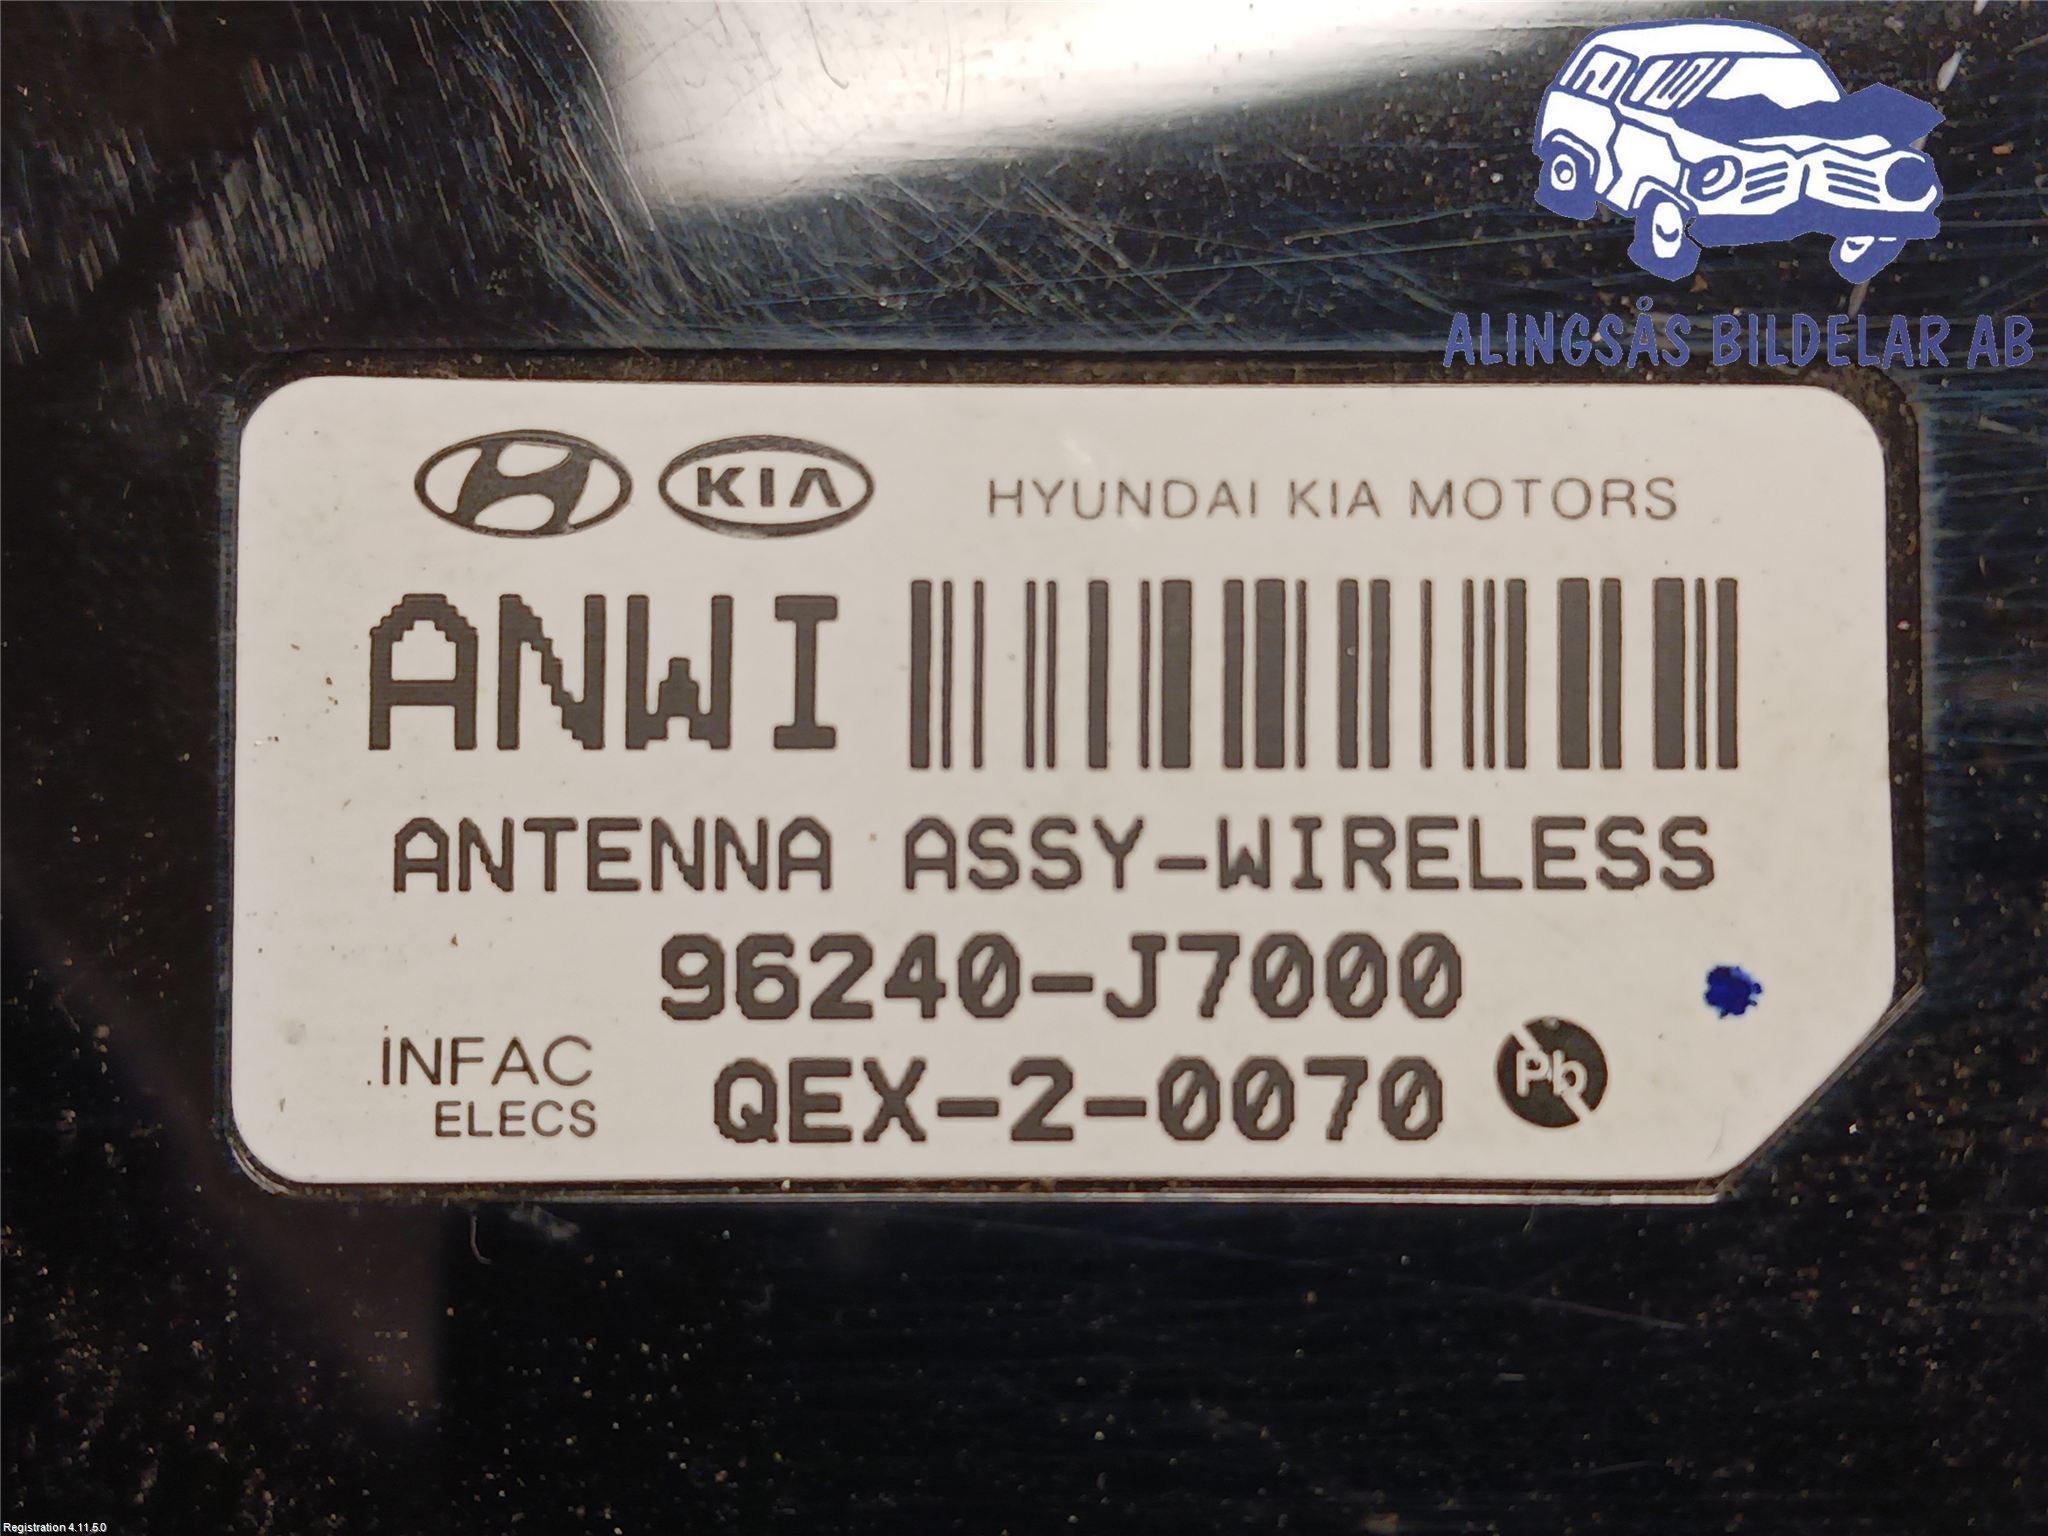 ALINGSÅS BILDELAR AB
KIA HYUNDAI KIA MOTORS
ANWI
ANTENNA ASSY-WIRELESS
96240-J7000
INFAC
ELECS
QEX-2-0070
Pb
Registration 4.11.5.0